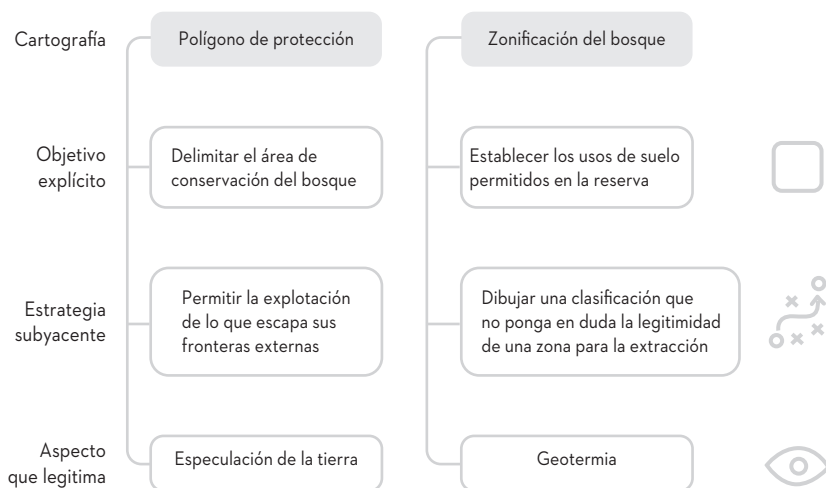 Cartografía
Polígono de protección
Zonificación del bosque
Objetivo
explícito
Delimitar el área de
conservación del bosque
Establecer los usos de suelo
permitidos en la reserva
Estrategia
subyacente
Permitir la explotación
de lo que escapa sus
fronteras externas
Dibujar una clasificación que
no ponga en duda la legitimidad
de una zona para la extracción
Aspecto
que legitima
Especulación de la tierra
Geotermia